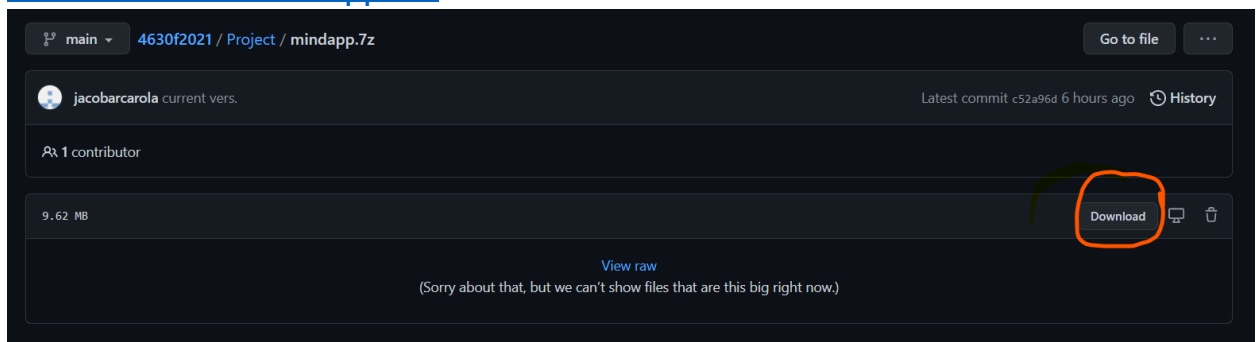 main 4630f2021 / Project / mindapp.7z Go to file ...
jacobarcarola current vers. Latest commit c52a96d 6 hours ago History
1 contributor
9.62 MB Download
View raw
(Sorry about that, but we can't show files that are this big right now.)